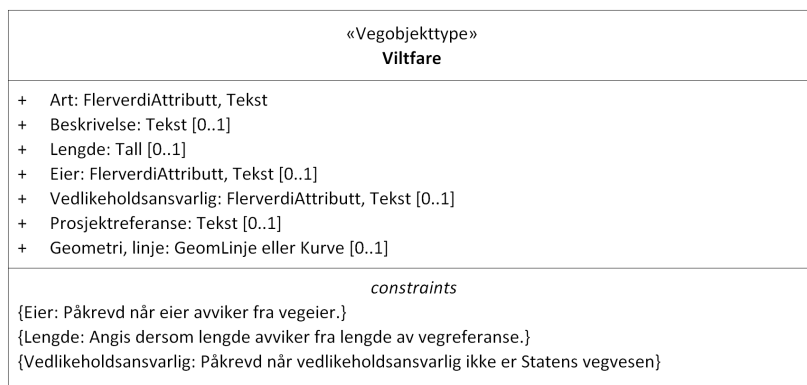 «Vegobjekttype»
Viltfare
+ Art: FlerverdiAttributt, Tekst
+ Beskrivelse: Tekst [0..1]
+ Lengde: Tall [0..1]
+ Eier: FlerverdiAttributt, Tekst [0..1]
+ Vedlikeholdsansvarlig: FlerverdiAttributt, Tekst [0..1]
+ Prosjektreferanse: Tekst [0..1]
+ Geometri, linje: GeomLinje eller Kurve [0..1]
constraints
{Eier: Påkrevd når eier avviker fra vegeier.}
{Lengde: Angis dersom lengde avviker fra lengde av vegreferanse.}
{Vedlikeholdsansvarlig: Påkrevd når vedlikeholdsansvarlig ikke er Statens vegvesen}